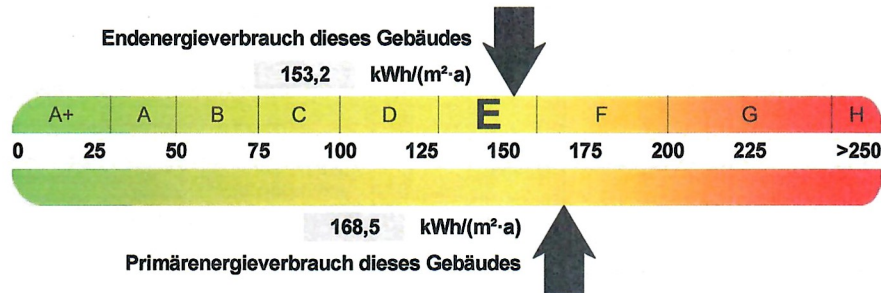 Endenergieverbrauch dieses Gebäudes
153,2 kWh/(m²·a)
A+ A B C D E F G H
0 25 50 75 100 125 150 175 200 225 >250
168,5 kWh/(m²·a)
Primärenergieverbrauch dieses Gebäudes